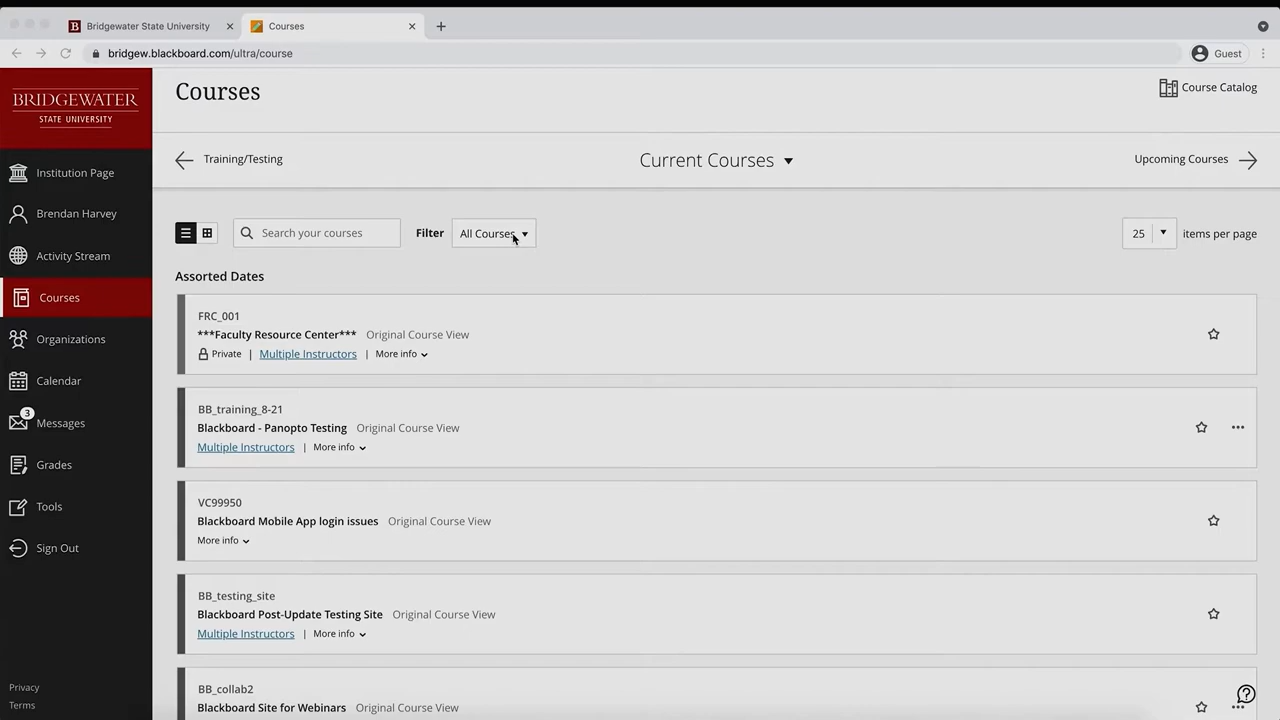 Bridgewater State University
Courses
bridgew.blackboard.com/ultra/course
Guest
BRIDGEWATER
STATE UNIVERSITY
Institution Page
Brendan Harvey
Activity Stream
Courses
Organizations
Calendar
3
Messages
Grades
Tools
Sign Out
Privacy
Terms
Courses
Course Catalog
Training/Testing
Current Courses
Upcoming Courses
Search your courses
Filter
All Courses
25
items per page
Assorted Dates
FRC_001
***Faculty Resource Center*** Original Course View
Private | Multiple Instructors | More info
BB_training_8-21
Blackboard - Panopto Testing Original Course View
Multiple Instructors | More info
VC99950
Blackboard Mobile App login issues Original Course View
More info
BB_testing_site
Blackboard Post-Update Testing Site Original Course View
Multiple Instructors | More info
BB_collab2
Blackboard Site for Webinars Original Course View